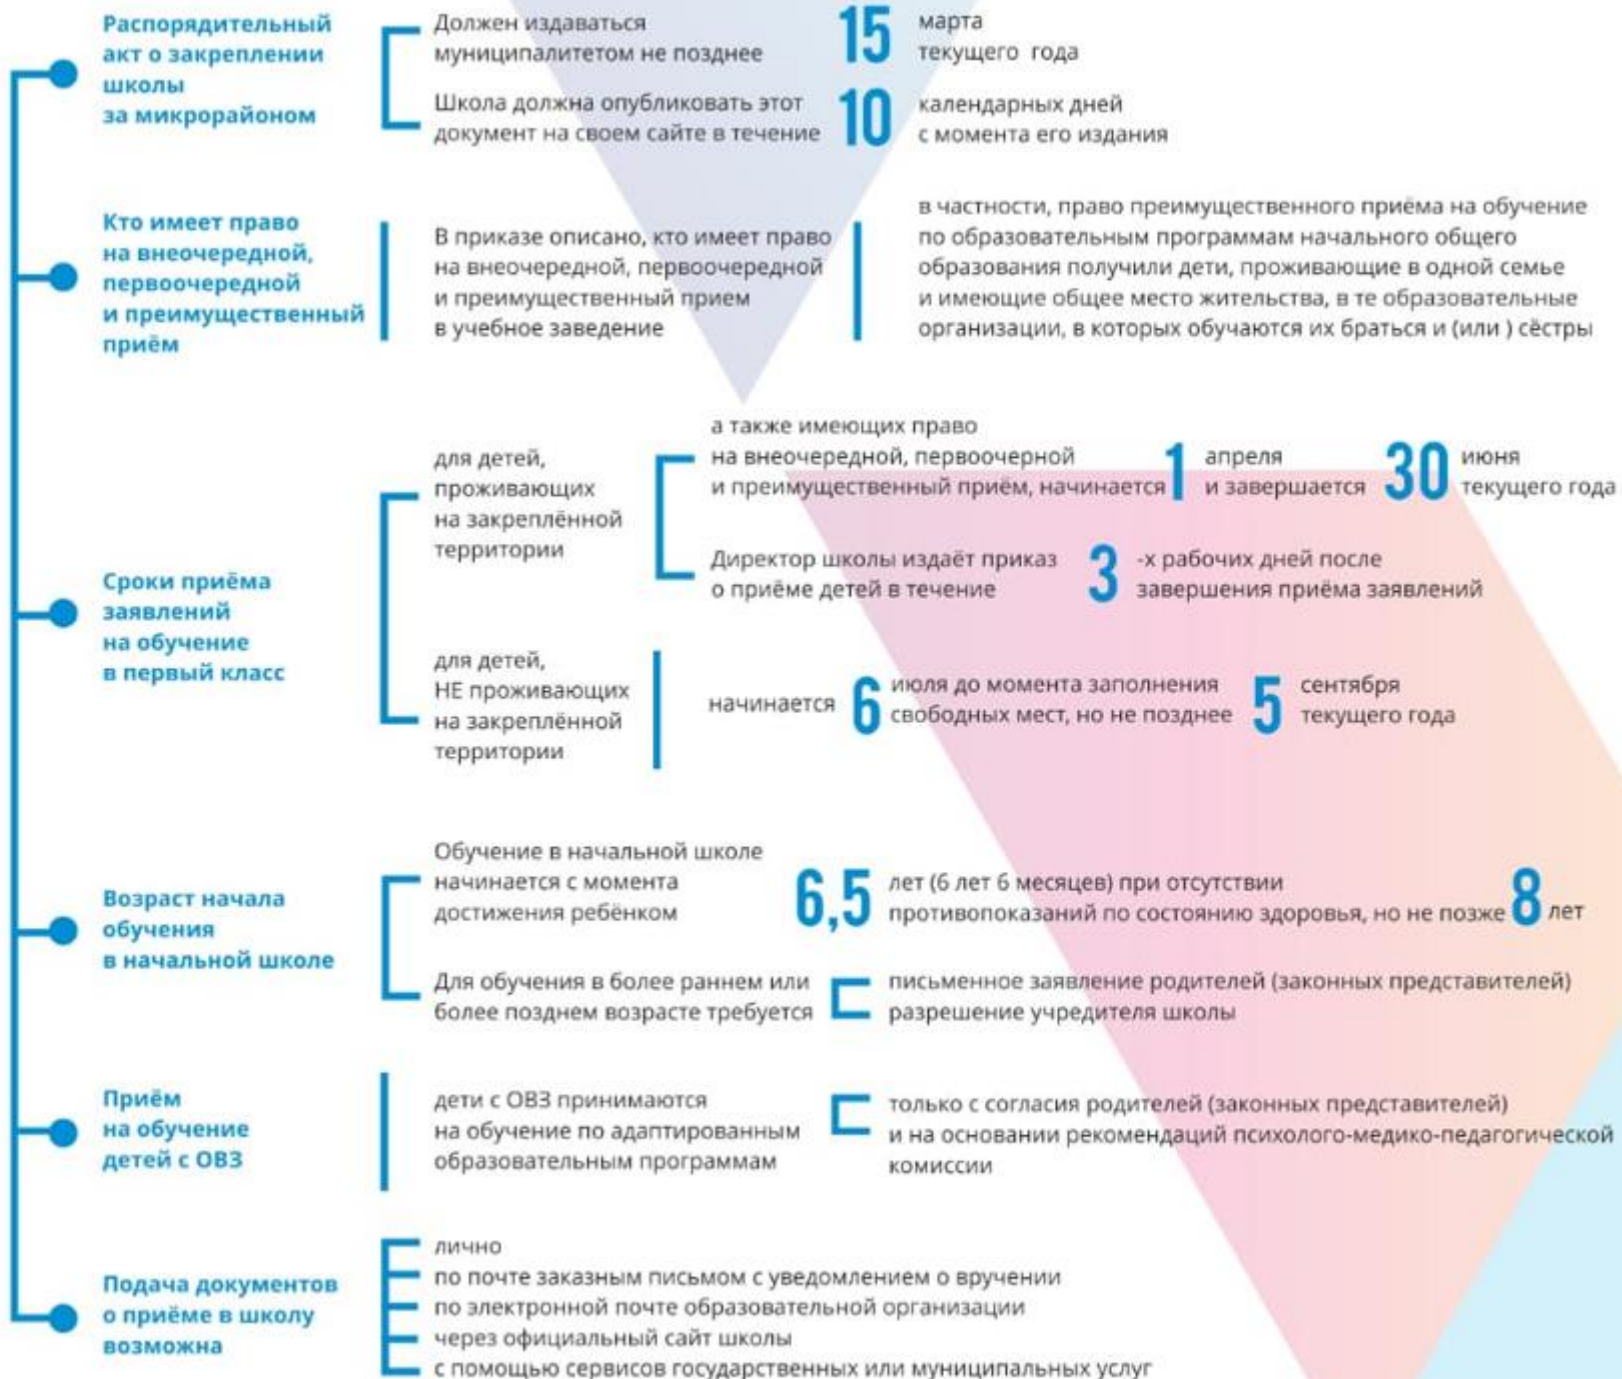 Распорядительный
акт о закреплении
школы
за микрорайоном
Должен издаваться
муниципалитетом не позднее
15
марта
текущего года
Школа должна опубликовать этот
документ на своем сайте в течение
10
календарных дней
с момента его издания
Кто имеет право
на внеочередной,
первоочередной
и преимущественный
приём
В приказе описано, кто имеет право
на внеочередной, первоочередной
и преимущественный прием
в учебное заведение
в частности, право преимущественного приёма на обучение
по образовательным программам начального общего
образования получили дети, проживающие в одной семье
и имеющие общее место жительства, в те образовательные
организации, в которых обучаются их браться и (или ) сёстры
Сроки приёма
заявлений
на обучение
в первый класс
для детей,
проживающих
на закреплённой
территории
а также имеющих право
на внеочередной, первоочерной
и преимущественный приём, начинается
1
апреля
и завершается
30
июня
текущего года
Директор школы издаёт приказ
о приёме детей в течение
3
-х рабочих дней после
завершения приёма заявлений
для детей,
НЕ проживающих
на закреплённой
территории
начинается
6
июля до момента заполнения
свободных мест, но не позднее
5
сентября
текущего года
Возраст начала
обучения
в начальной школе
Обучение в начальной школе
начинается с момента
достижения ребёнком
6,5
лет (6 лет 6 месяцев) при отсутствии
противопоказаний по состоянию здоровья, но не позже
8
лет
Для обучения в более раннем или
более позднем возрасте требуется
письменное заявление родителей (законных представителей)
разрешение учредителя школы
Приём
на обучение
детей с ОВЗ
дети с ОВЗ принимаются
на обучение по адаптированным
образовательным программам
только с согласия родителей (законных представителей)
и на основании рекомендаций психолого-медико-педагогической
комиссии
Подача документов
о приёме в школу
возможна
лично
по почте заказным письмом с уведомлением о вручении
по электронной почте образовательной организации
через официальный сайт школы
с помощью сервисов государственных или муниципальных услуг